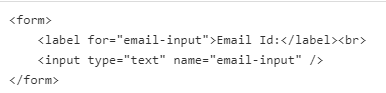 <form>
    <label for="email-input">Email Id:</label><br>
    <input type="text" name="email-input" />
</form>